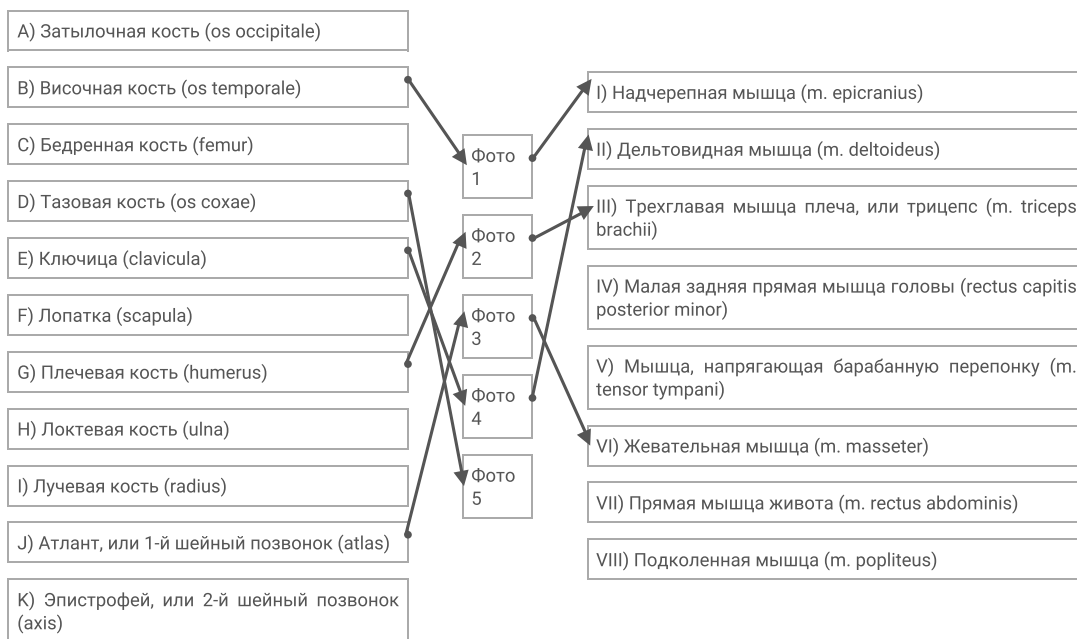 A) Затылочная кость (os occipitale)
B) Височная кость (os temporale)
C) Бедренная кость (femur)
D) Тазовая кость (os coxae)
E) Ключица (clavicula)
F) Лопатка (scapula)
G) Плечевая кость (humerus)
H) Локтевая кость (ulna)
I) Лучевая кость (radius)
J) Атлант, или 1-й шейный позвонок (atlas)
K) Эпистрофей, или 2-й шейный позвонок
(axis)
Фото
1
Фото
2
Фото
3
Фото
4
Фото
5
I) Надчерепная мышца (m. epicranius)
II) Дельтовидная мышца (m. deltoideus)
III) Трехглавая мышца плеча, или трицепс (m. triceps
brachii)
IV) Малая задняя прямая мышца головы (rectus capitis
posterior minor)
V) Мышца, напрягающая барабанную перепонку (m.
tensor tympani)
VI) Жевательная мышца (m. masseter)
VII) Прямая мышца живота (m. rectus abdominis)
VIII) Подколенная мышца (m. popliteus)